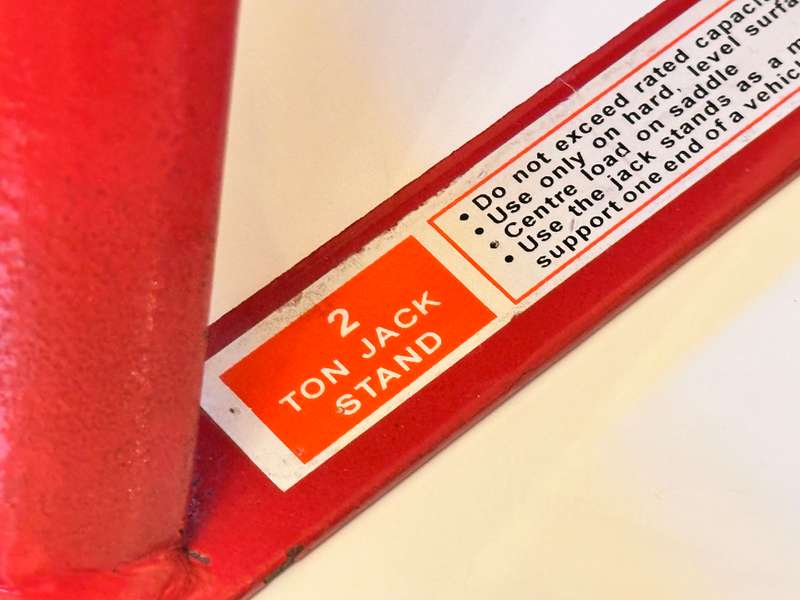 2
TON JACK
STAND
• Do not exceed rated
• Use only on hard, level
• Centre load on saddle
• Use the jack stands as a
support one end of a